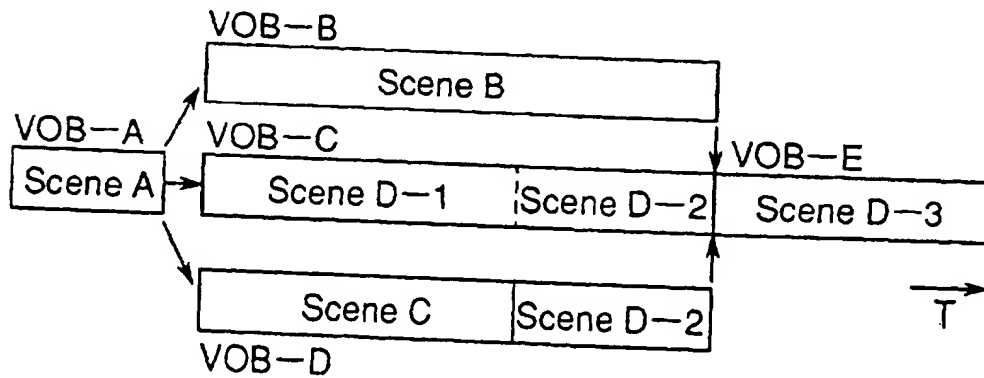 VOB—B
Scene B
VOB—A
Scene A
VOB—C
Scene D—1
Scene D—2
VOB—E
Scene D—3
Scene C
Scene D—2
VOB—D
T